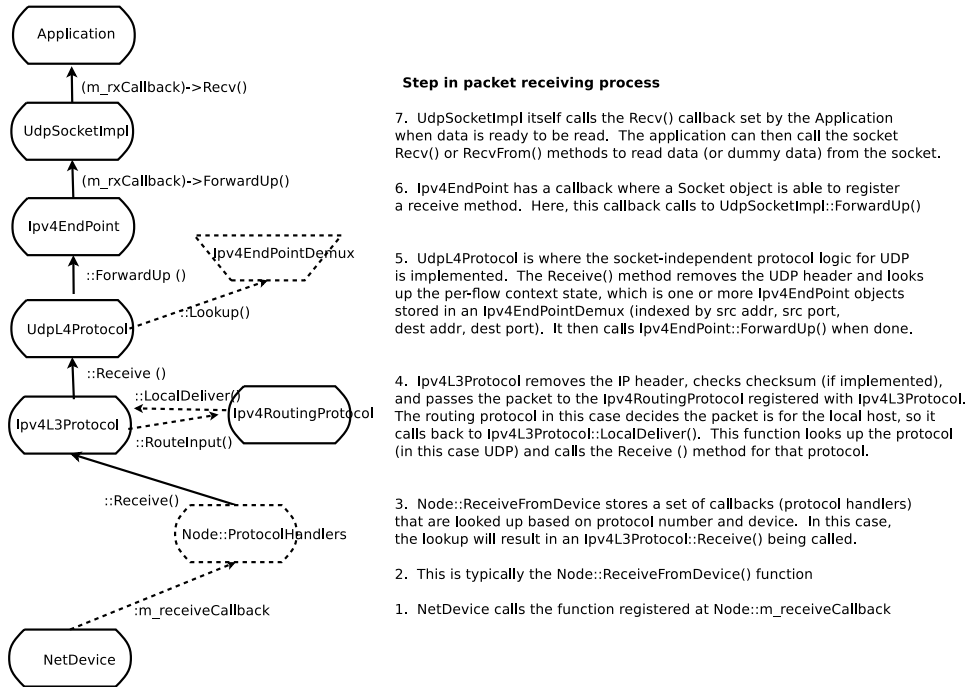 Application
(m_rxCallback)->Recv()
UdpSocketImpl
(m_rxCallback)->ForwardUp()
Ipv4EndPoint
Ipv4EndPointDemux
::ForwardUp ()
::Lookup()
UdpL4Protocol
::Receive ()
::LocalDeliver()
Ipv4L3Protocol
Ipv4RoutingProtocol
::RouteInput()
::Receive()
Node::ProtocolHandlers
:m_receiveCallback
NetDevice
Step in packet receiving process
7.  UdpSocketImpl itself calls the Recv() callback set by the Application
when data is ready to be read.  The application can then call the socket
Recv() or RecvFrom() methods to read data (or dummy data) from the socket.
6.  Ipv4EndPoint has a callback where a Socket object is able to register
a receive method.  Here, this callback calls to UdpSocketImpl::ForwardUp()
5.  UdpL4Protocol is where the socket-independent protocol logic for UDP
is implemented.  The Receive() method removes the UDP header and looks
up the per-flow context state, which is one or more Ipv4EndPoint objects
stored in an Ipv4EndPointDemux (indexed by src addr, src port,
dest addr, dest port).  It then calls Ipv4EndPoint::ForwardUp() when done.
4.  Ipv4L3Protocol removes the IP header, checks checksum (if implemented),
and passes the packet to the Ipv4RoutingProtocol registered with Ipv4L3Protocol.
The routing protocol in this case decides the packet is for the local host, so it
calls back to Ipv4L3Protocol::LocalDeliver().  This function looks up the protocol
(in this case UDP) and calls the Receive () method for that protocol.
3.  Node::ReceiveFromDevice stores a set of callbacks (protocol handlers)
that are looked up based on protocol number and device.  In this case,
the lookup will result in an Ipv4L3Protocol::Receive() being called.
2.  This is typically the Node::ReceiveFromDevice() function
1.  NetDevice calls the function registered at Node::m_receiveCallback